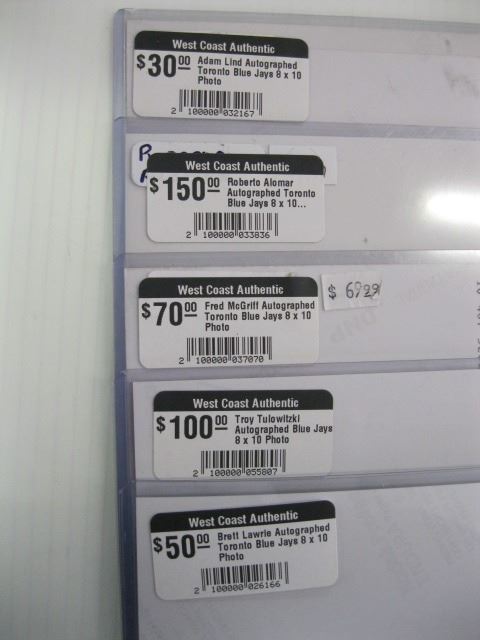 West Coast Authentic
$30 00 Adam Lind Autographed
Toronto Blue Jays 8 x 10
Photo
2 100000 032167
West Coast Authentic
$150 00 Roberto Alomar
Autographed Toronto
Blue Jays 8 x 10...
2 100000 033836
West Coast Authentic
$70 00 Fred McGriff Autographed
Toronto Blue Jays 8 x 10
Photo
2 100000 037070
$ 69.99
West Coast Authentic
$100 00 Troy Tulowitzki
Autographed Blue Jays
8 x 10 Photo
2 100000 055807
West Coast Authentic
$50 00 Brett Lawrie Autographed
Toronto Blue Jays 8 x 10
Photo
2 100000 026166